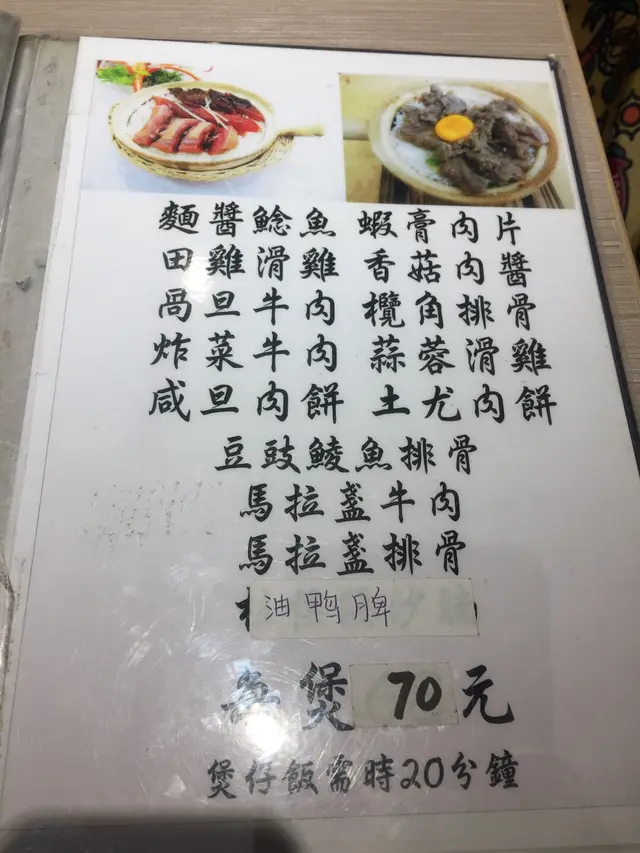 麵醬鯰魚 蝦膏肉片
田雞滑雞 香菇肉醬
咼旦牛肉 欖角排骨
炸菜牛肉 蒜蓉滑雞
咸旦肉餅 土尤肉餅
豆豉鯪魚排骨
馬拉盞牛肉
馬拉盞排骨
油鸭脾
每煲70元
煲仔飯需時20分鐘